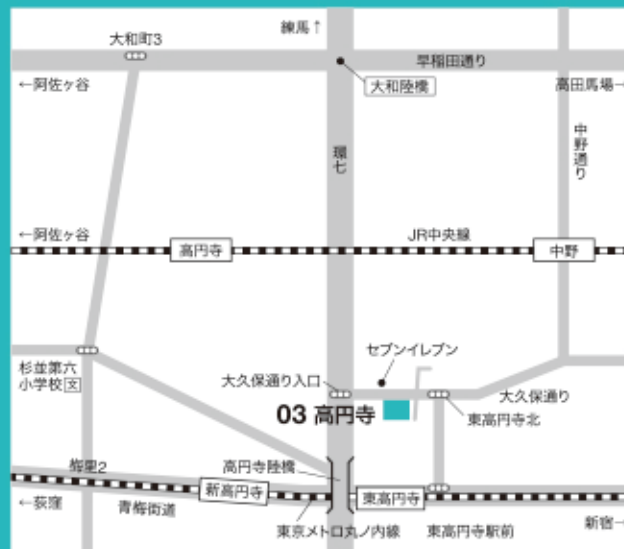 練馬↑
大和町3
早稲田通り
←阿佐ヶ谷
大和陸橋
高田馬場→
環七
中野通り
←阿佐ヶ谷
JR中央線
高円寺
中野
セブンイレブン
杉並第六
小学校文
大久保通り入口
大久保通り
03 高円寺
東高円寺北
梅里2
高円寺陸橋
新高円寺
東高円寺
←荻窪
青梅街道
東京メトロ丸ノ内線
東高円寺駅前
新宿→